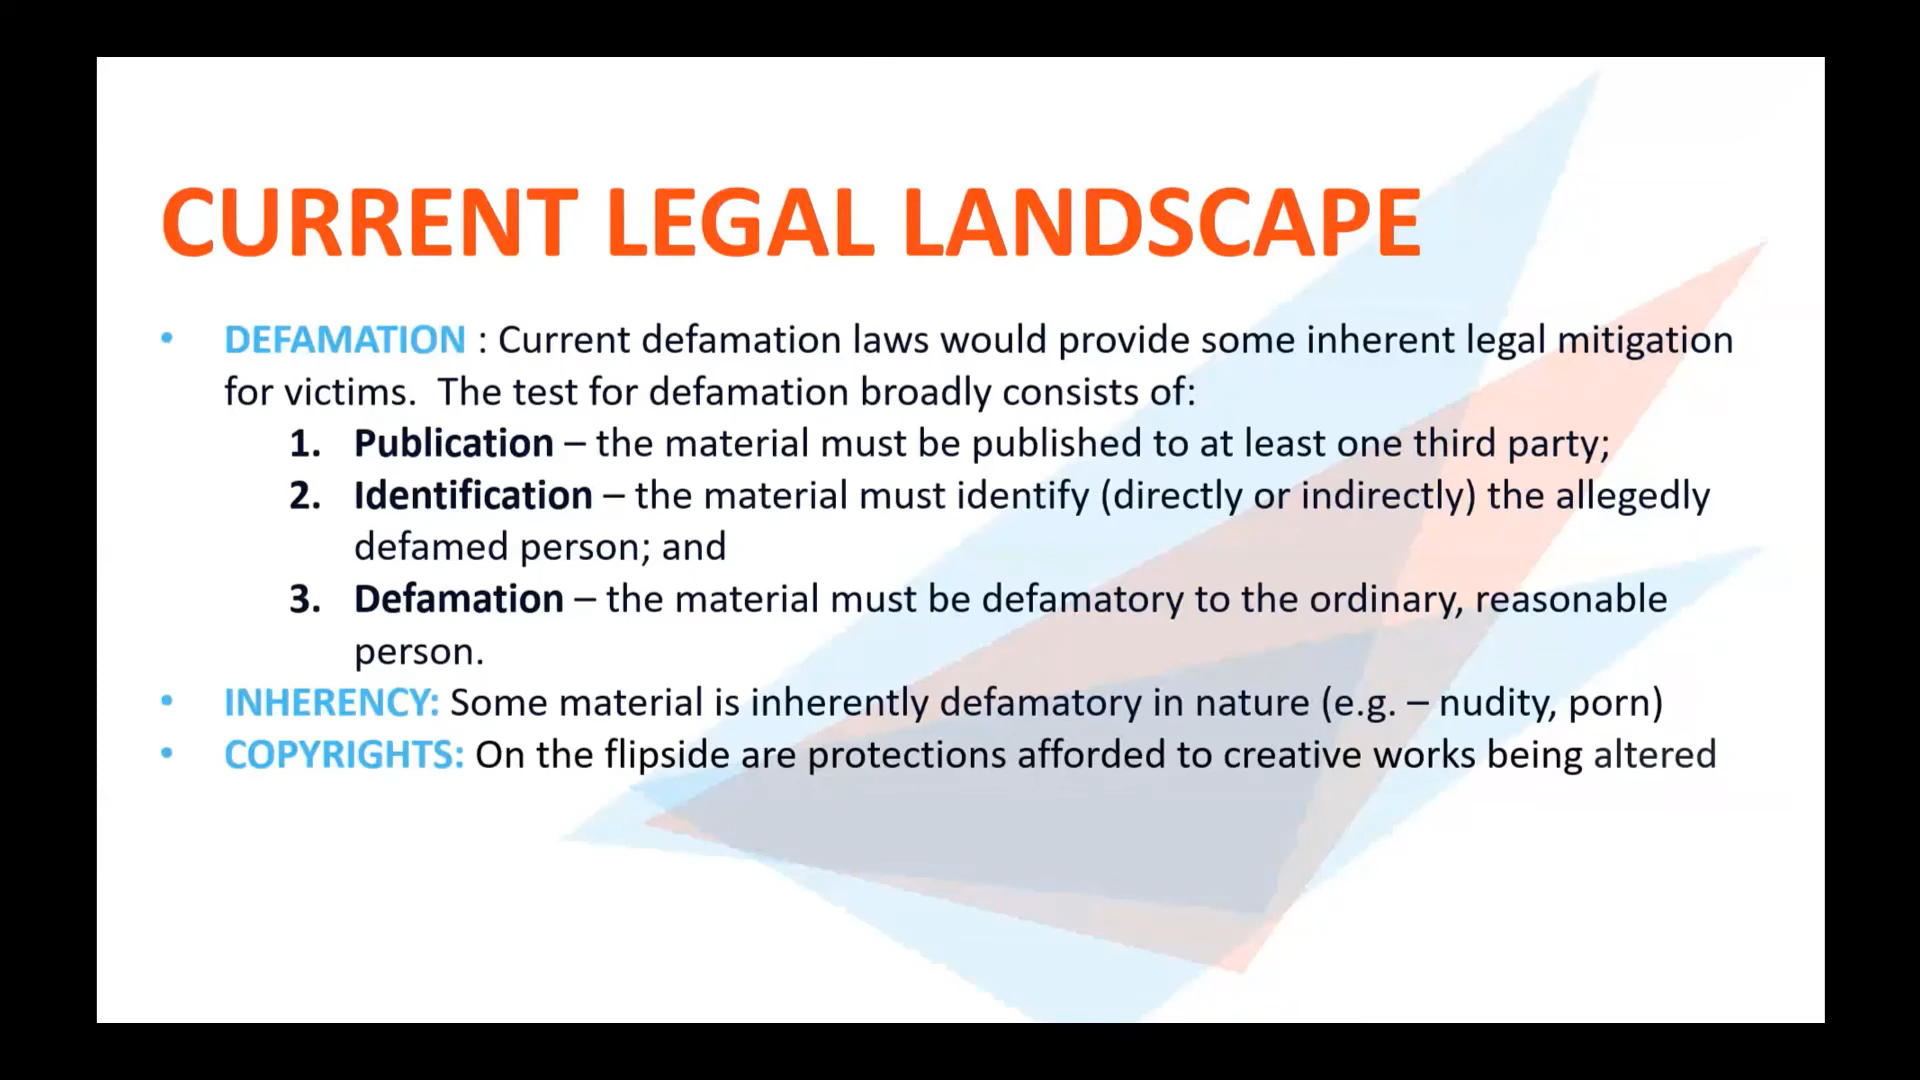 CURRENT LEGAL LANDSCAPE
• DEFAMATION : Current defamation laws would provide some inherent legal mitigation
for victims.  The test for defamation broadly consists of:
1. Publication – the material must be published to at least one third party;
2. Identification – the material must identify (directly or indirectly) the allegedly
defamed person; and
3. Defamation – the material must be defamatory to the ordinary, reasonable
person.
• INHERENCY: Some material is inherently defamatory in nature (e.g. – nudity, porn)
• COPYRIGHTS: On the flipside are protections afforded to creative works being altered